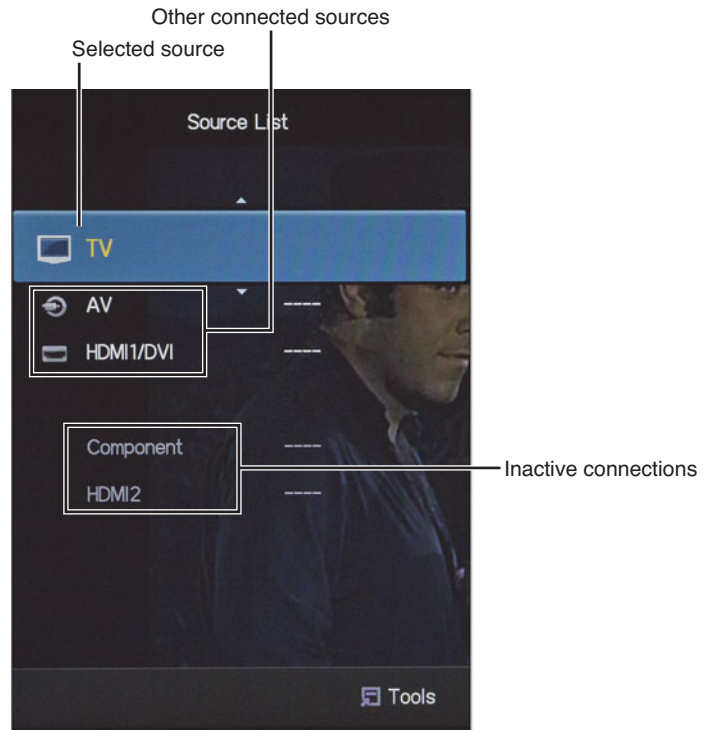 Other connected sources
Selected source
Source List
TV
AV ----
HDMI1/DVI ----
Component ----
Inactive connections
HDMI2 ----
Tools